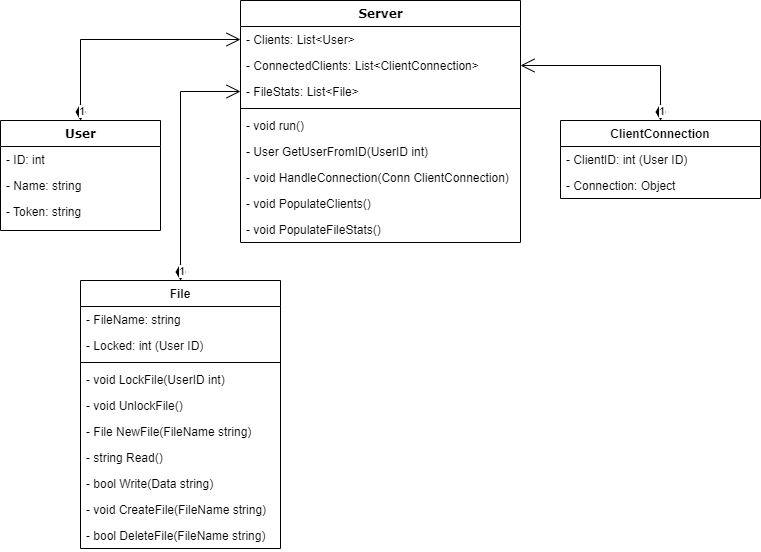 Server
- Clients: List<User>
- ConnectedClients: List<ClientConnection>
- FileStats: List<File>
- void run()
- User GetUserFromID(UserID int)
- void HandleConnection(Conn ClientConnection)
- void PopulateClients()
- void PopulateFileStats()
1
User
- ID: int
- Name: string
- Token: string
1
ClientConnection
- ClientID: int (User ID)
- Connection: Object
1
File
- FileName: string
- Locked: int (User ID)
- void LockFile(UserID int)
- void UnlockFile()
- File NewFile(FileName string)
- string Read()
- bool Write(Data string)
- void CreateFile(FileName string)
- bool DeleteFile(FileName string)